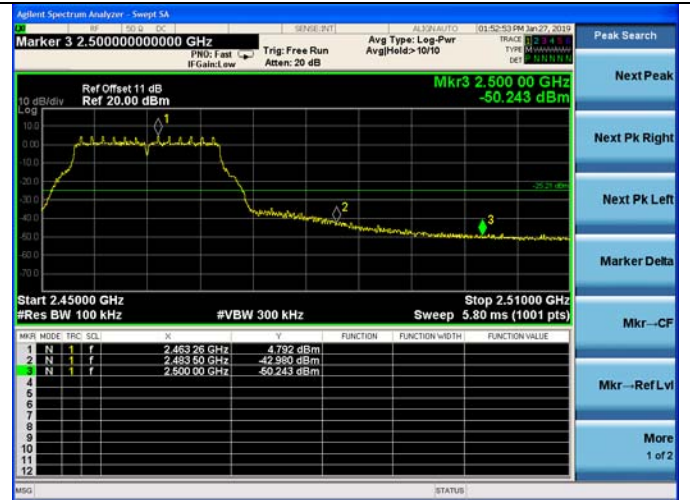 Agilent Spectrum Analyzer - Swept SA
RF 50 Ω DC SENSE:INT ALIGNAUTO 01:52:53 PM Jan 27, 2019
Marker 3 2.500000000000 GHz
PNO: Fast
IFGain:Low
Trig: Free Run
Atten: 20 dB
Avg Type: Log-Pwr
Avg|Hold:> 10/10
TRACE 1 2 3 4 5 6
TYPE
DET P N N N N N
Peak Search
Next Peak
Next Pk Right
Next Pk Left
Marker Delta
Mkr→CF
Mkr→Ref Lvl
More
1 of 2
Mkr3 2.500 00 GHz
-50.243 dBm
Ref Offset 11 dB
10 dB/div Ref 20.00 dBm
Log
10.0
0.00
-10.0
-20.0
-30.0
-40.0
-50.0
-60.0
-70.0
1
2
3
-25.21 dBm
Start 2.45000 GHz Stop 2.51000 GHz
#Res BW 100 kHz #VBW 300 kHz Sweep 5.80 ms (1001 pts)
MKR MODE TRC SCL X Y FUNCTION FUNCTION WIDTH FUNCTION VALUE
1 N 1 f 2.463 26 GHz 4.792 dBm
2 N 1 f 2.483 50 GHz -42.980 dBm
3 N 1 f 2.500 00 GHz -50.243 dBm
4
5
6
7
8
9
10
11
12
MSG STATUS